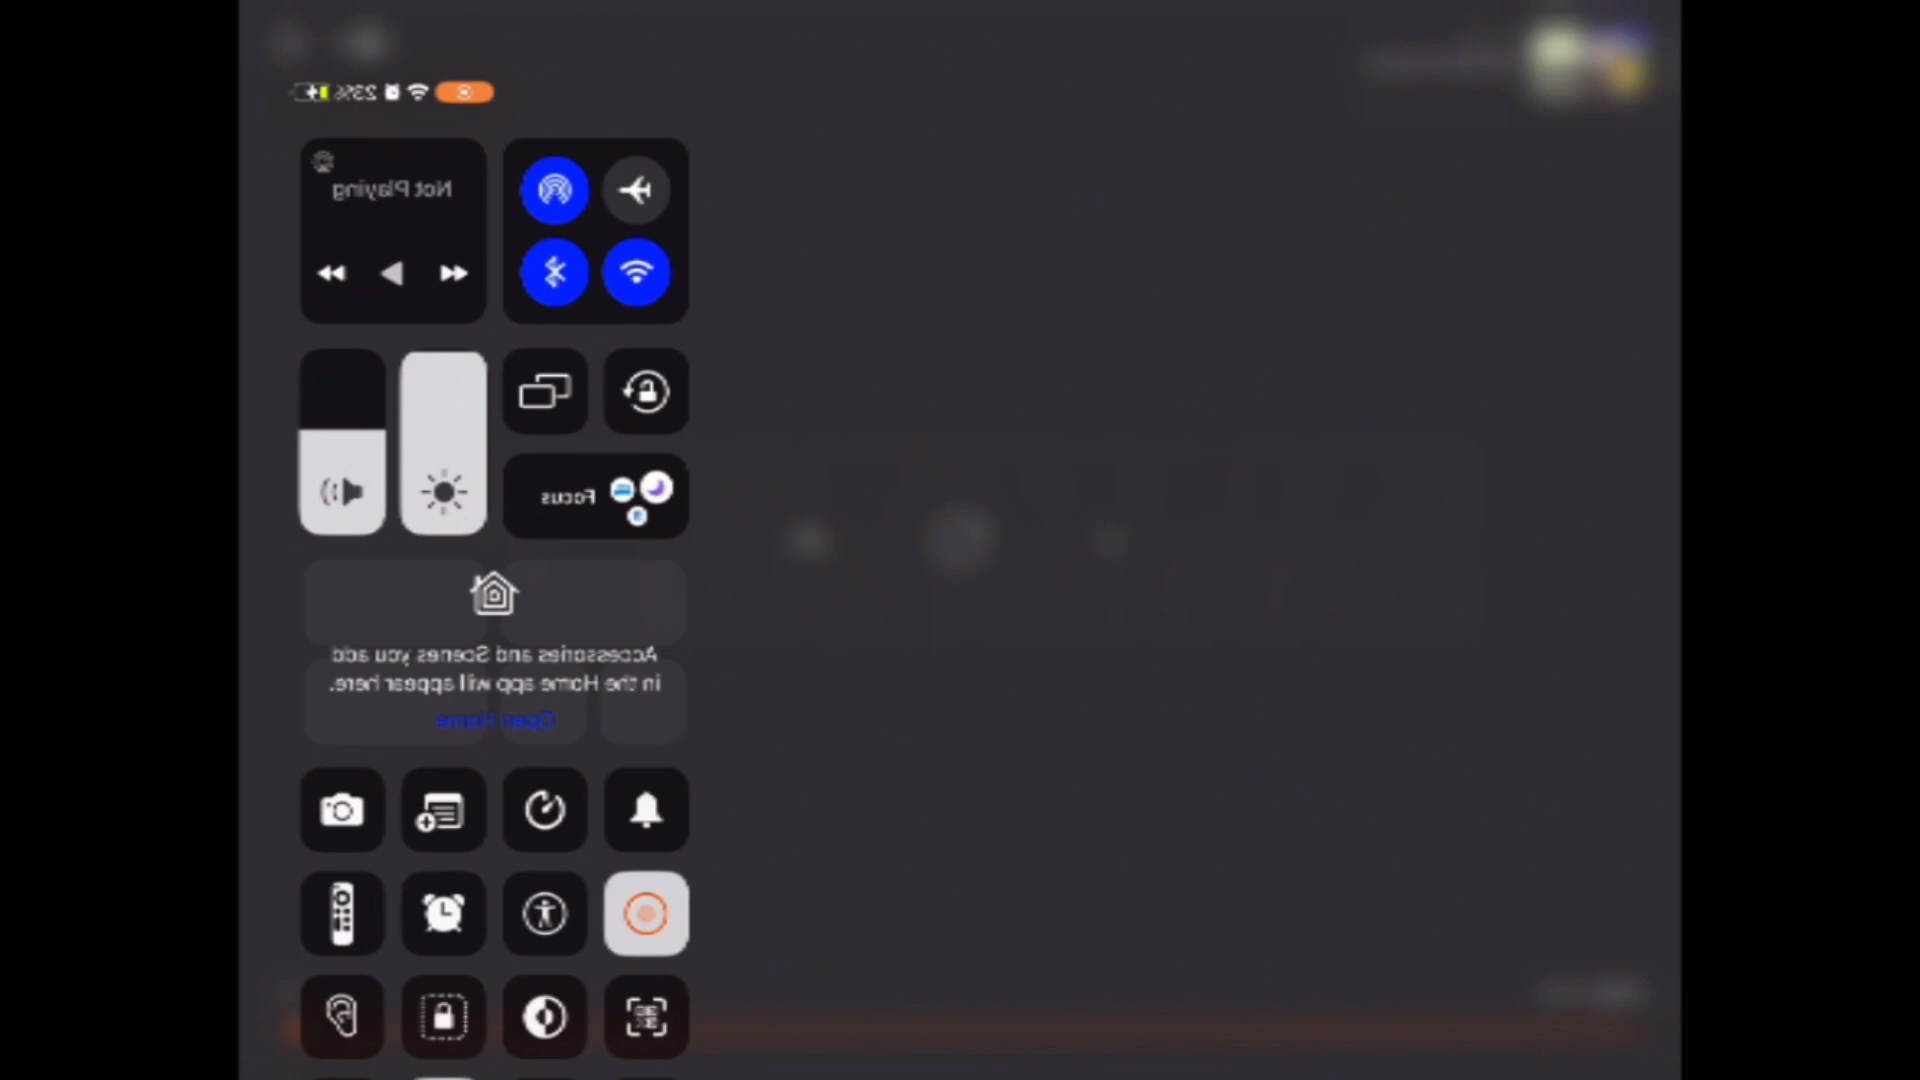 23%
Not Playing
Focus
Accessories and Scenes you add
in the Home app will appear here.
Open Home